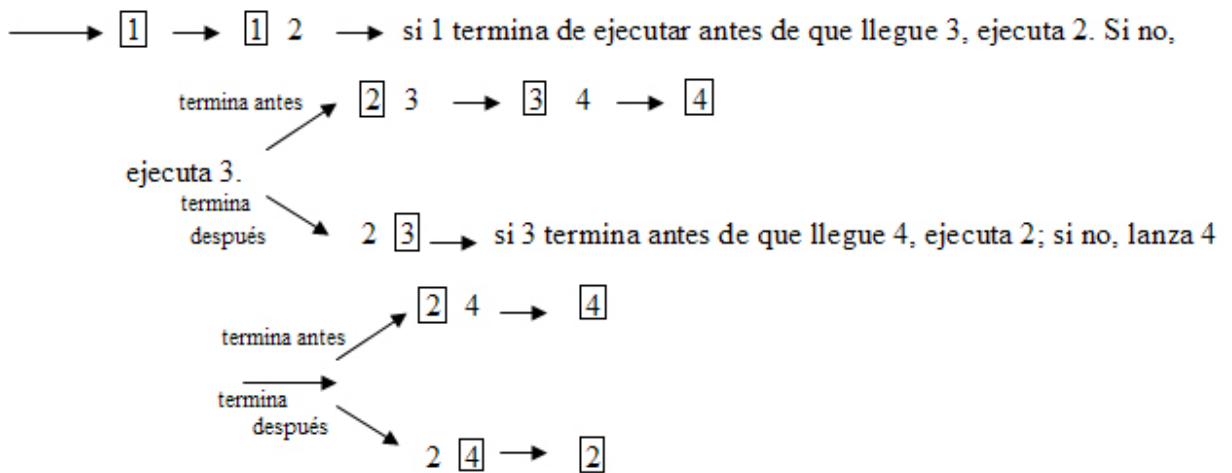 1 1 2 si 1 termina de ejecutar antes de que llegue 3, ejecuta 2. Si no,
termina antes 2 3 3 4 4
ejecuta 3.
termina
después 2 3 si 3 termina antes de que llegue 4, ejecuta 2; si no, lanza 4
2 4 4
termina antes
termina
después
2 4 2